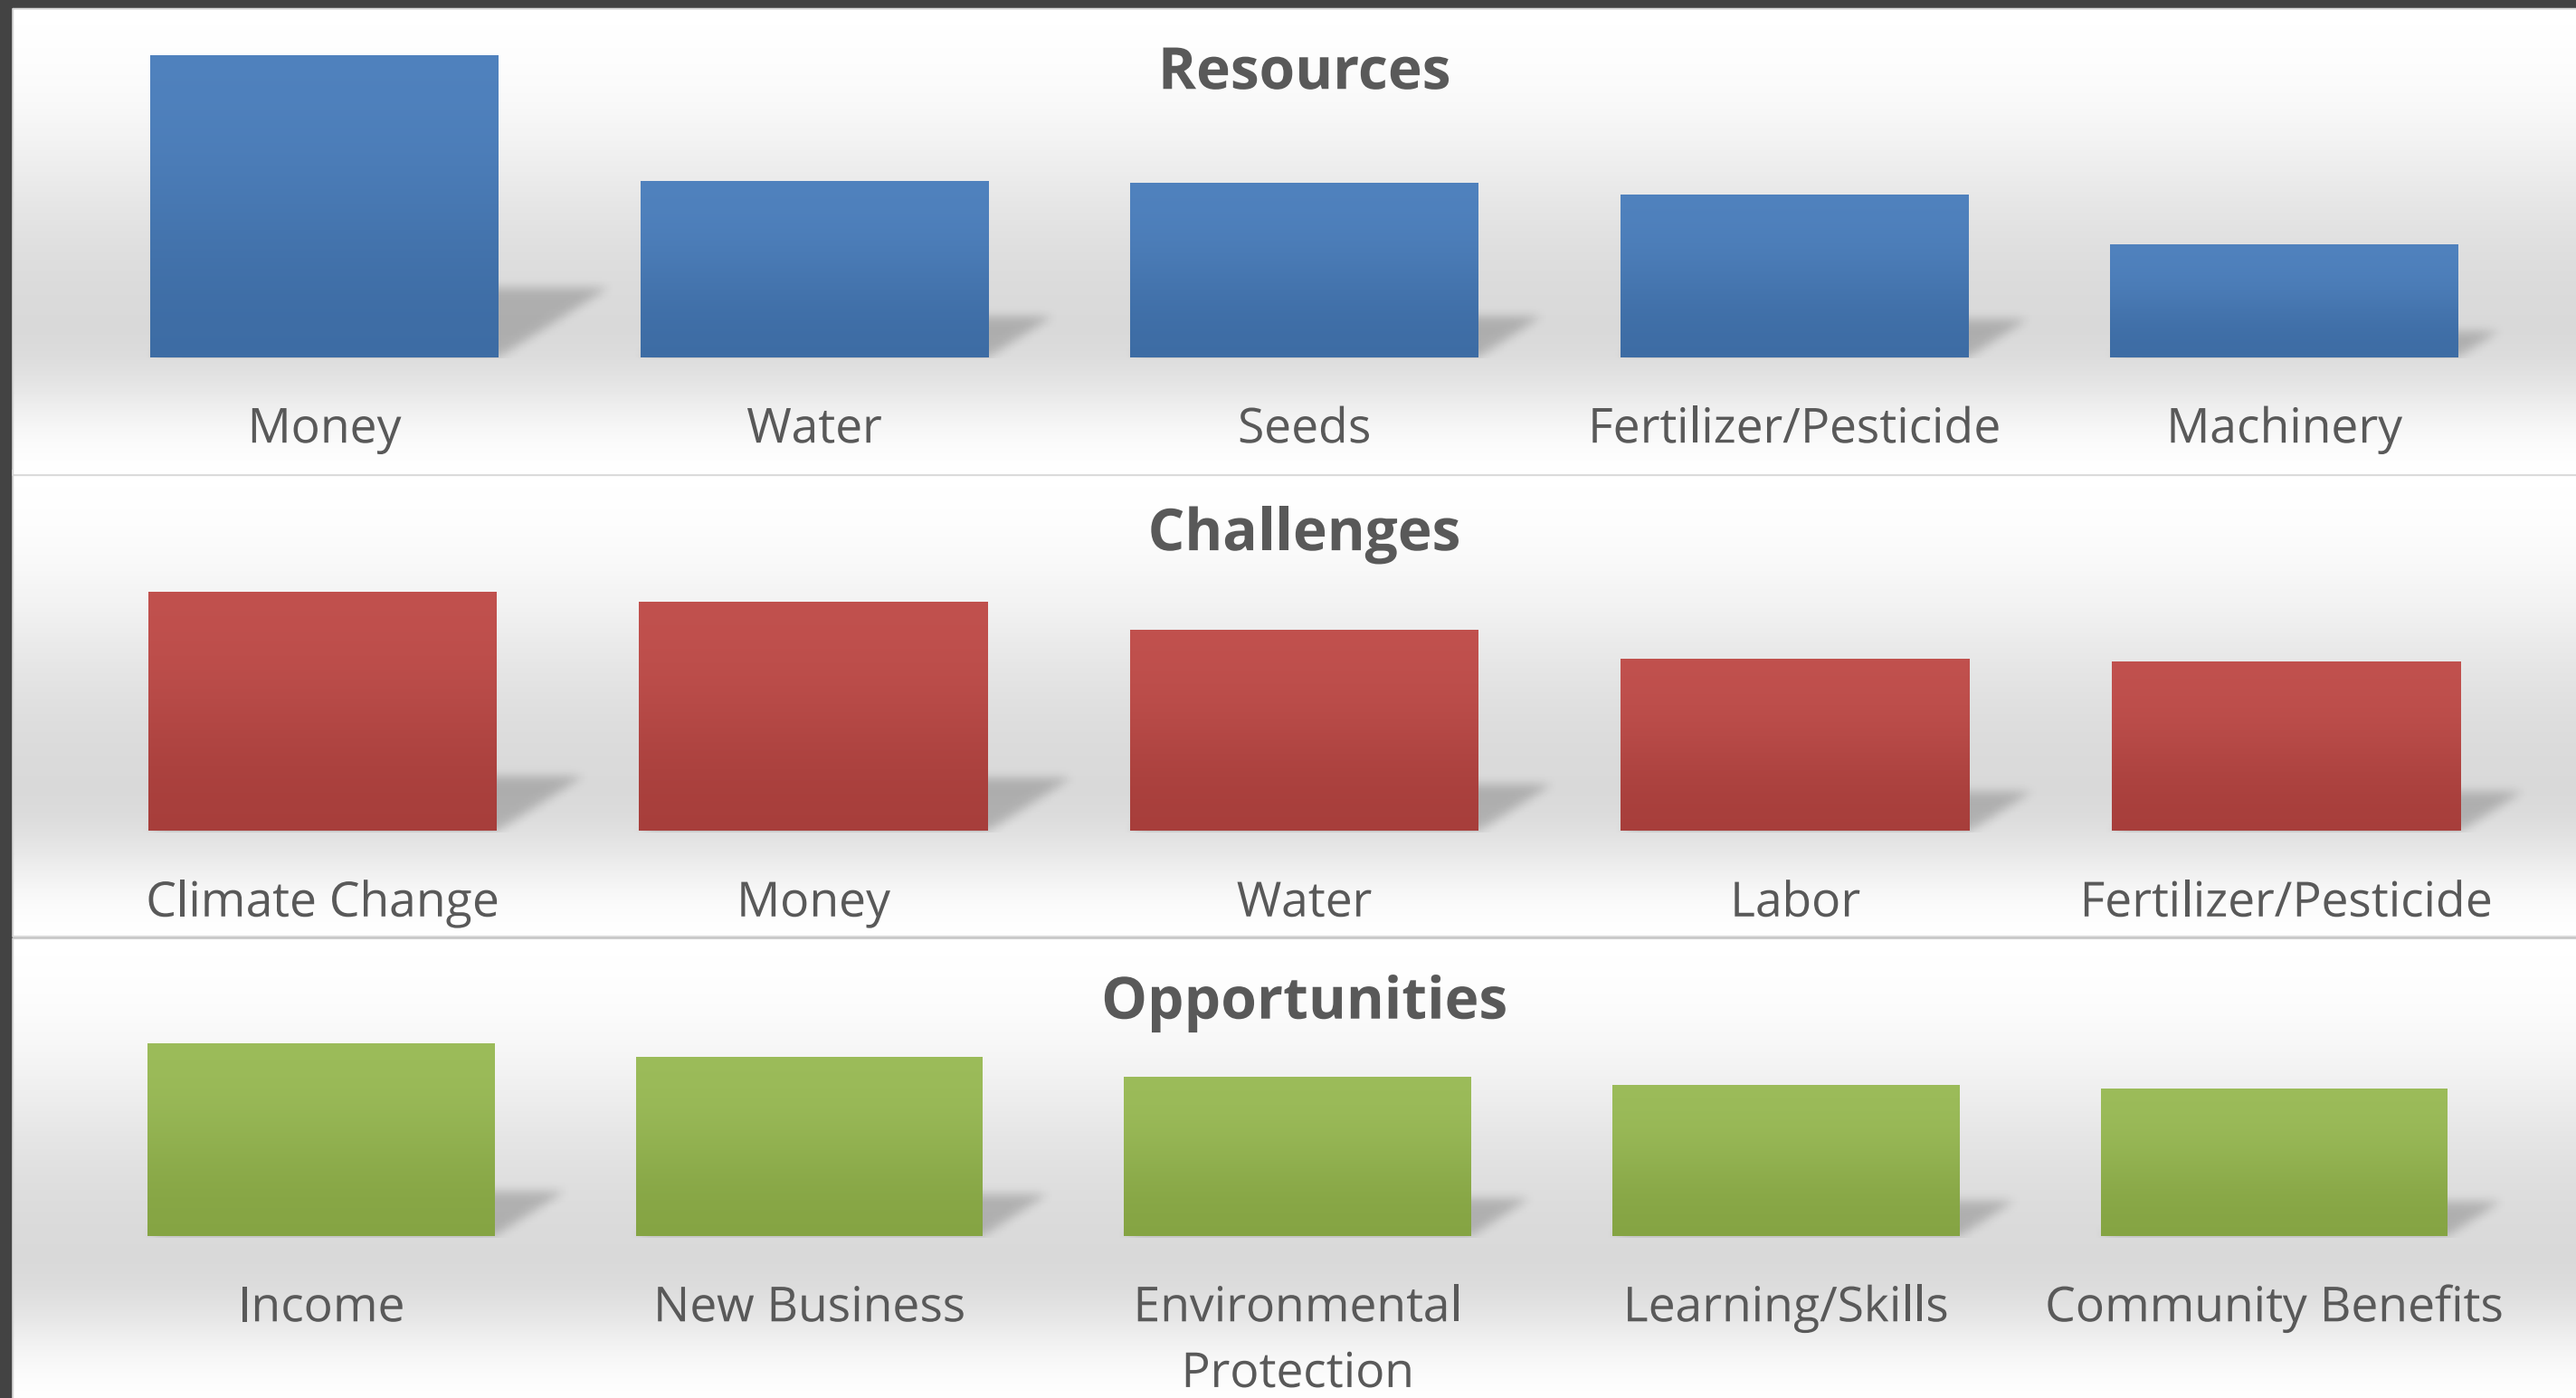 Resources
Money
Water
Seeds
Fertilizer/Pesticide
Machinery
Challenges
Climate Change
Money
Water
Labor
Fertilizer/Pesticide
Opportunities
Income
New Business
Environmental
Protection
Learning/Skills
Community Benefits